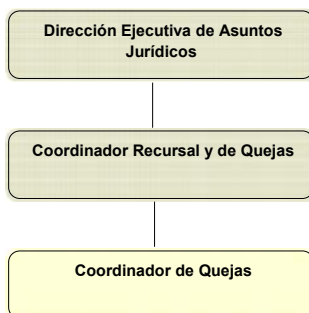 Dirección Ejecutiva de Asuntos
Jurídicos
Coordinador Recursal y de Quejas
Coordinador de Quejas